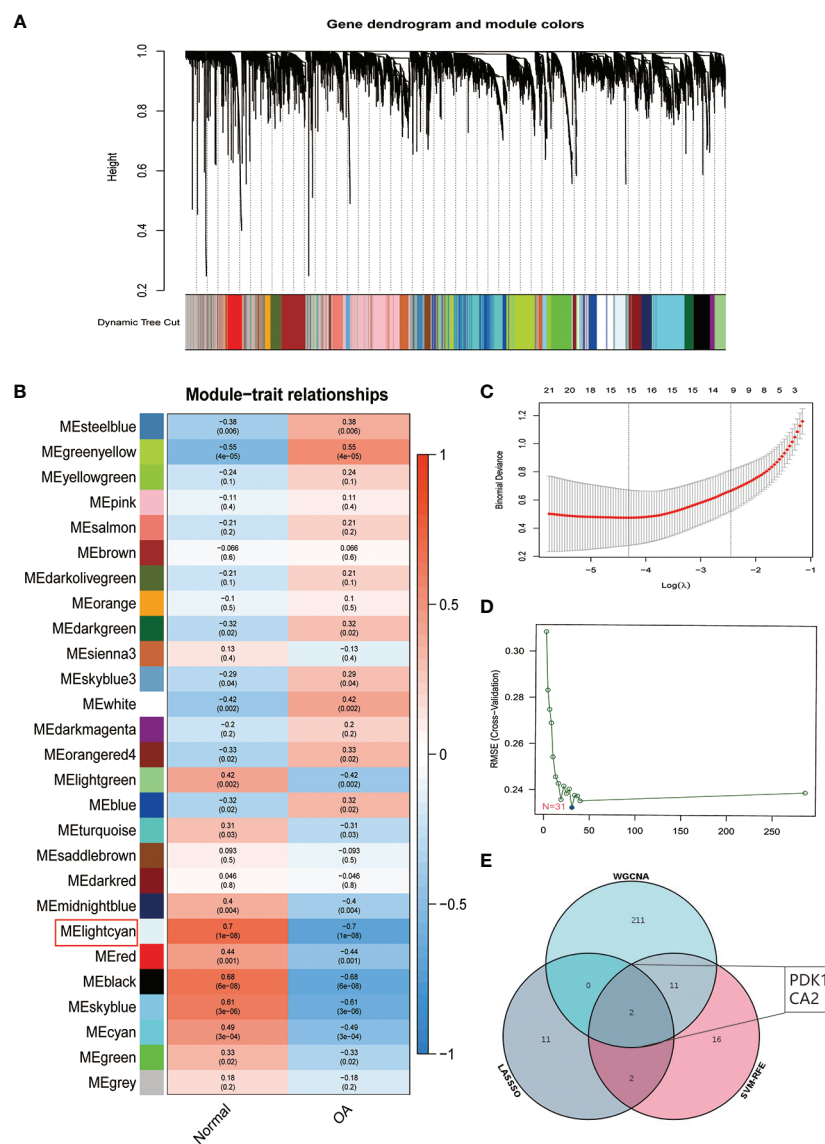 A
Gene dendrogram and module colors
Height
1.0
0.8
0.6
0.4
0.2
Dynamic Tree Cut
B
Module-trait relationships
MEsteelblue -0.38 (0.006) 0.38 (0.006)
MEgreenyellow -0.55 (4e-05) 0.55 (4e-05)
MEyellowgreen -0.24 (0.1) 0.24 (0.1)
MEpink -0.11 (0.4) 0.11 (0.4)
MEsalmon -0.21 (0.2) 0.21 (0.2)
MEbrown -0.066 (0.6) 0.066 (0.6)
MEdarkolivegreen -0.21 (0.1) 0.21 (0.1)
MEorange -0.1 (0.5) 0.1 (0.5)
MEdarkgreen -0.32 (0.02) 0.32 (0.02)
MEsienna3 0.13 (0.4) -0.13 (0.4)
MEskyblue3 -0.29 (0.04) 0.29 (0.04)
MEwhite -0.42 (0.002) 0.42 (0.002)
MEdarkmagenta -0.2 (0.2) 0.2 (0.2)
MEorangered4 -0.33 (0.02) 0.33 (0.02)
MElightgreen 0.42 (0.002) -0.42 (0.002)
MEblue -0.32 (0.02) 0.32 (0.02)
MEturquoise 0.31 (0.03) -0.31 (0.03)
MEsaddlebrown 0.093 (0.5) -0.093 (0.5)
MEdarkred 0.046 (0.8) -0.046 (0.8)
MEmidnightblue 0.4 (0.004) -0.4 (0.004)
MElightcyan 0.7 (1e-08) -0.7 (1e-08)
MEred 0.44 (0.001) -0.44 (0.001)
MEblack 0.68 (6e-08) -0.68 (6e-08)
MEskyblue 0.61 (3e-06) -0.61 (3e-06)
MEcyan 0.49 (3e-04) -0.49 (3e-04)
MEgreen 0.33 (0.02) -0.33 (0.02)
MEgrey 0.18 (0.2) -0.18 (0.2)
Normal OA
1
0.5
0
-0.5
-1
C
21 20 18 15 15 16 15 15 14 9 9 8 5 3
Binomial Deviance
1.2
1.0
0.8
0.6
0.4
0.2
-5 -4 -3 -2 -1
Log(λ)
D
RMSE (Cross-Validation)
0.30
0.28
0.26
0.24
N=31
0 50 100 150 200 250
E
WGCNA
211
0
11
2
PDK1
CA2
11
16
2
LASSSO
SVM-RFE